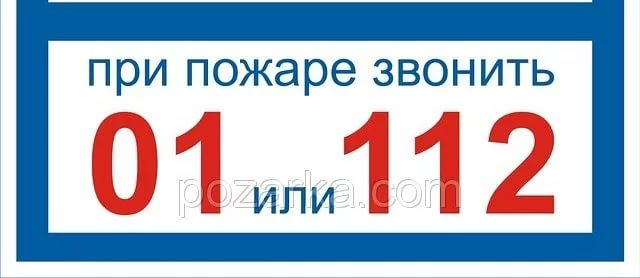 при пожаре звонить
01 или 112
pozarka.com